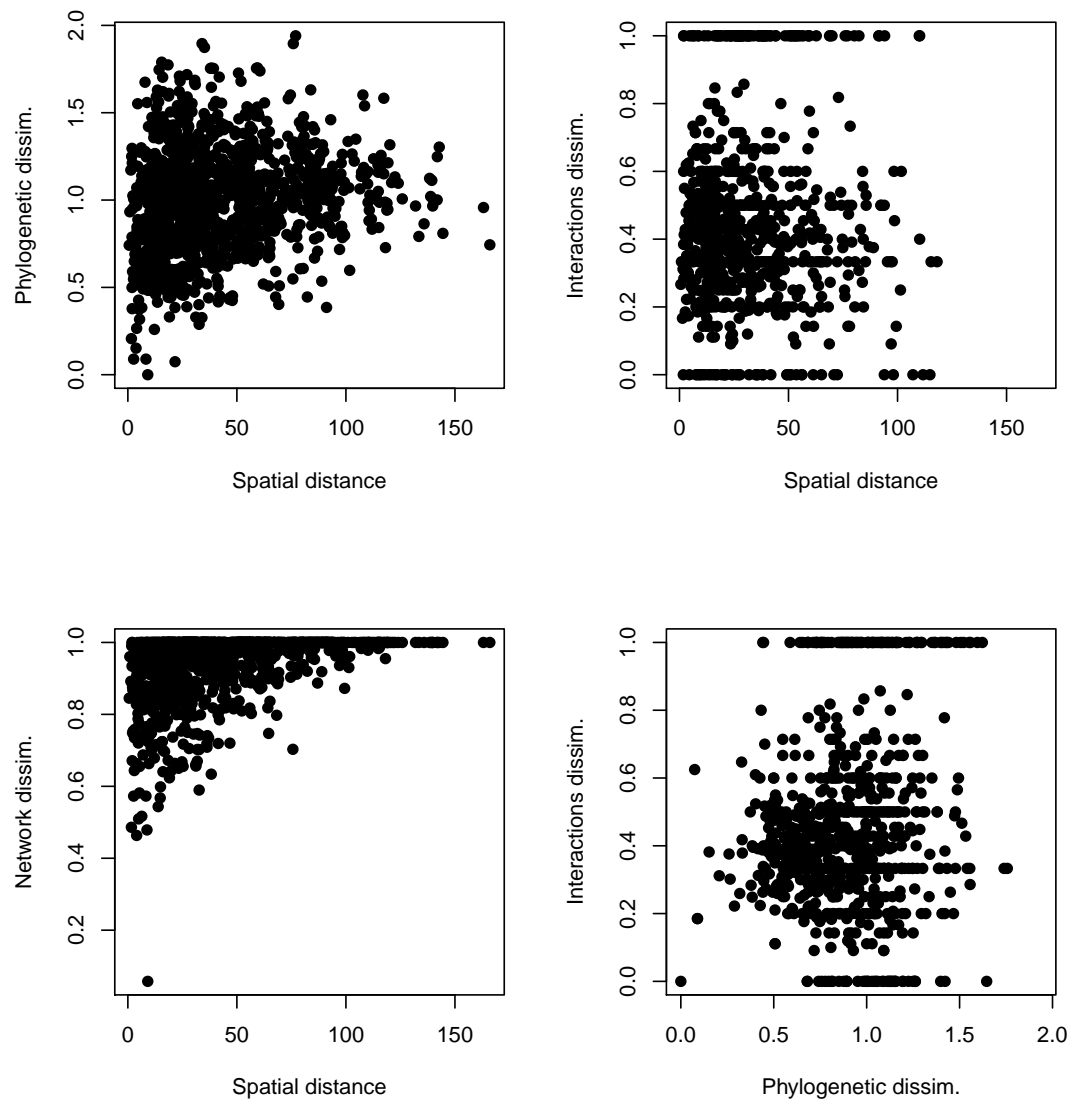 Phylogenetic dissim.
0.0 0.5 1.0 1.5 2.0
0 50 100 150
Spatial distance
Interactions dissim.
0.0 0.2 0.4 0.6 0.8 1.0
0 50 100 150
Spatial distance
Network dissim.
0.2 0.4 0.6 0.8 1.0
0 50 100 150
Spatial distance
Interactions dissim.
0.0 0.2 0.4 0.6 0.8 1.0
0.0 0.5 1.0 1.5 2.0
Phylogenetic dissim.